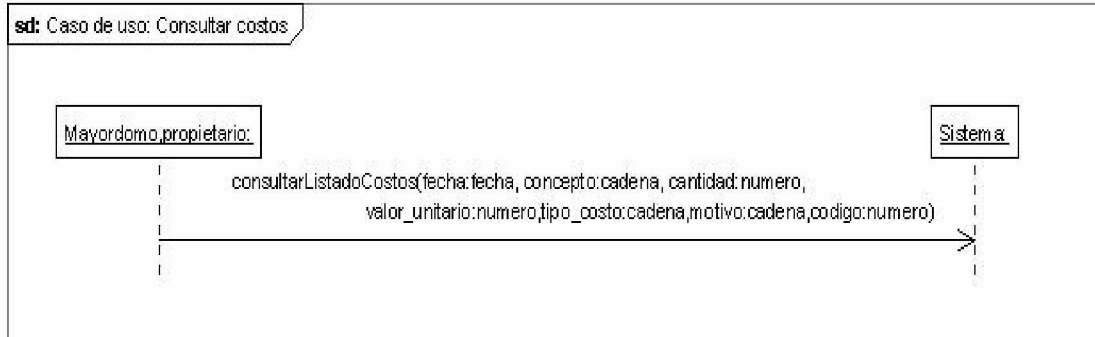 sd: Caso de uso: Consultar costos
Mayordomo,propietario:
Sistema:
consultarListadoCostos(fecha:fecha, concepto:cadena, cantidad:numero,
valor_unitario:numero,tipo_costo:cadena,motivo:cadena,codigo:numero)